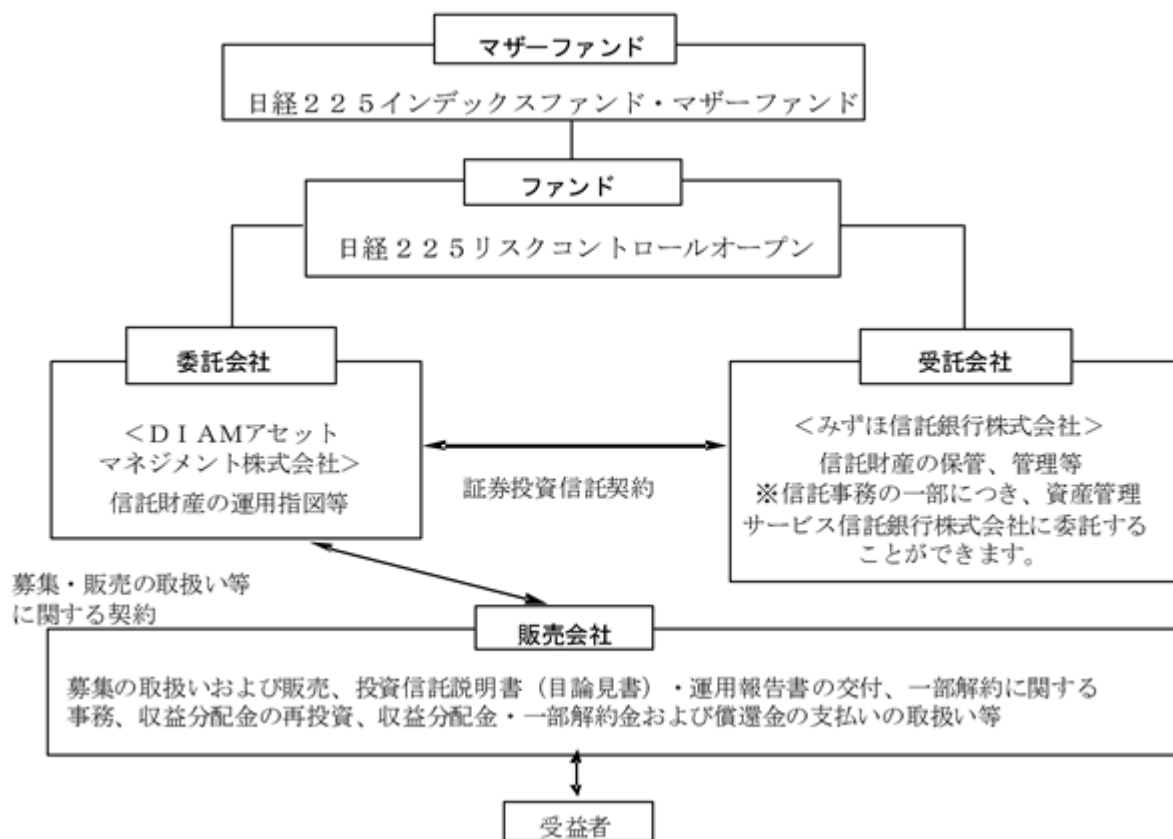 マザーファンド
日経２２５インデックスファンド・マザーファンド
ファンド
日経２２５リスクコントロールオープン
委託会社
＜ＤＩＡＭアセット
マネジメント株式会社＞
信託財産の運用指図等
証券投資信託契約
受託会社
＜みずほ信託銀行株式会社＞
信託財産の保管、管理等
※信託事務の一部につき、資産管理
サービス信託銀行株式会社に委託する
ことができます。
募集・販売の取扱い等
に関する契約
販売会社
募集の取扱いおよび販売、投資信託説明書（目論見書）・運用報告書の交付、一部解約に関する
事務、収益分配金の再投資、収益分配金・一部解約金および償還金の支払いの取扱い等
受益者